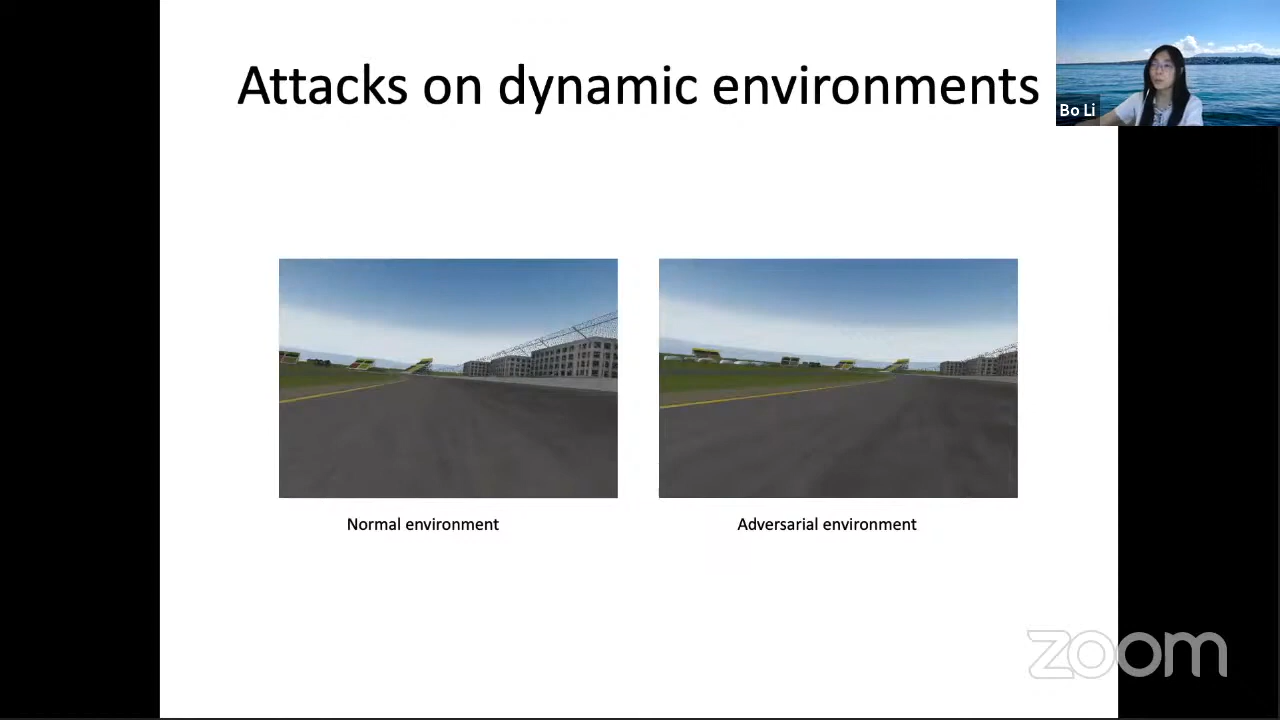 Attacks on dynamic environments
Bo Li
Normal environment
Adversarial environment
zoom